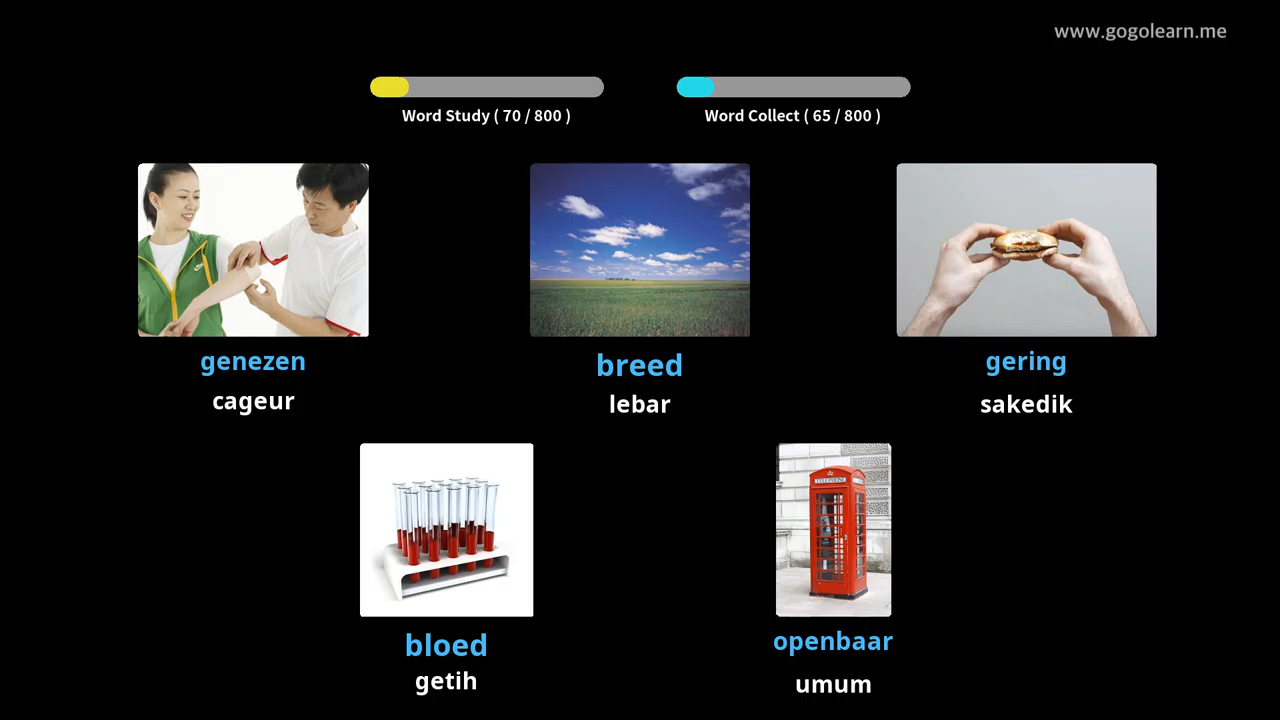 www.gogolearn.me
Word Study ( 70 / 800 )
Word Collect ( 65 / 800 )
genezen
cageur
breed
lebar
gering
sakedik
TELEPHONE
bloed
getih
openbaar
umum